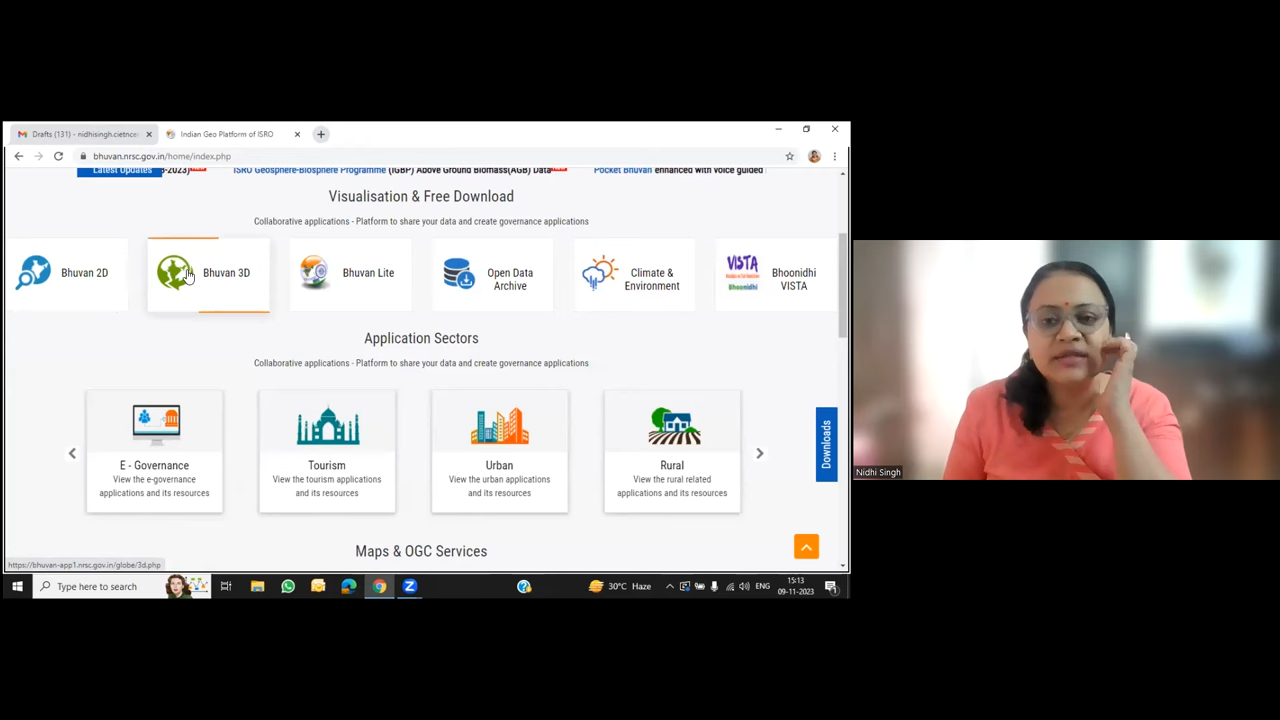 Drafts (131) - nidhisingh.cietnce
Indian Geo Platform of ISRO
bhuvan.nrsc.gov.in/home/index.php
Latest Updates
-2023)
ISRO Geosphere-Biosphere Programme (IGBP) Above Ground Biomass(AGB) Data
Pocket Bhuvan enhanced with voice guided
Visualisation & Free Download
Collaborative applications - Platform to share your data and create governance applications
Bhuvan 2D
Bhuvan 3D
Bhuvan Lite
Open Data
Archive
Climate &
Environment
VISTA
Bhoonidhi
Bhoonidhi
VISTA
Application Sectors
Collaborative applications - Platform to share your data and create governance applications
E - Governance
View the e-governance
applications and its resources
Tourism
View the tourism applications
and its resources
Urban
View the urban applications
and its resources
Rural
View the rural related
applications and its resources
Downloads
Maps & OGC Services
https://bhuvan-app1.nrsc.gov.in/globe/3d.php
Type here to search
30°C Haze
ENG
15:13
09-11-2023
Nidhi Singh